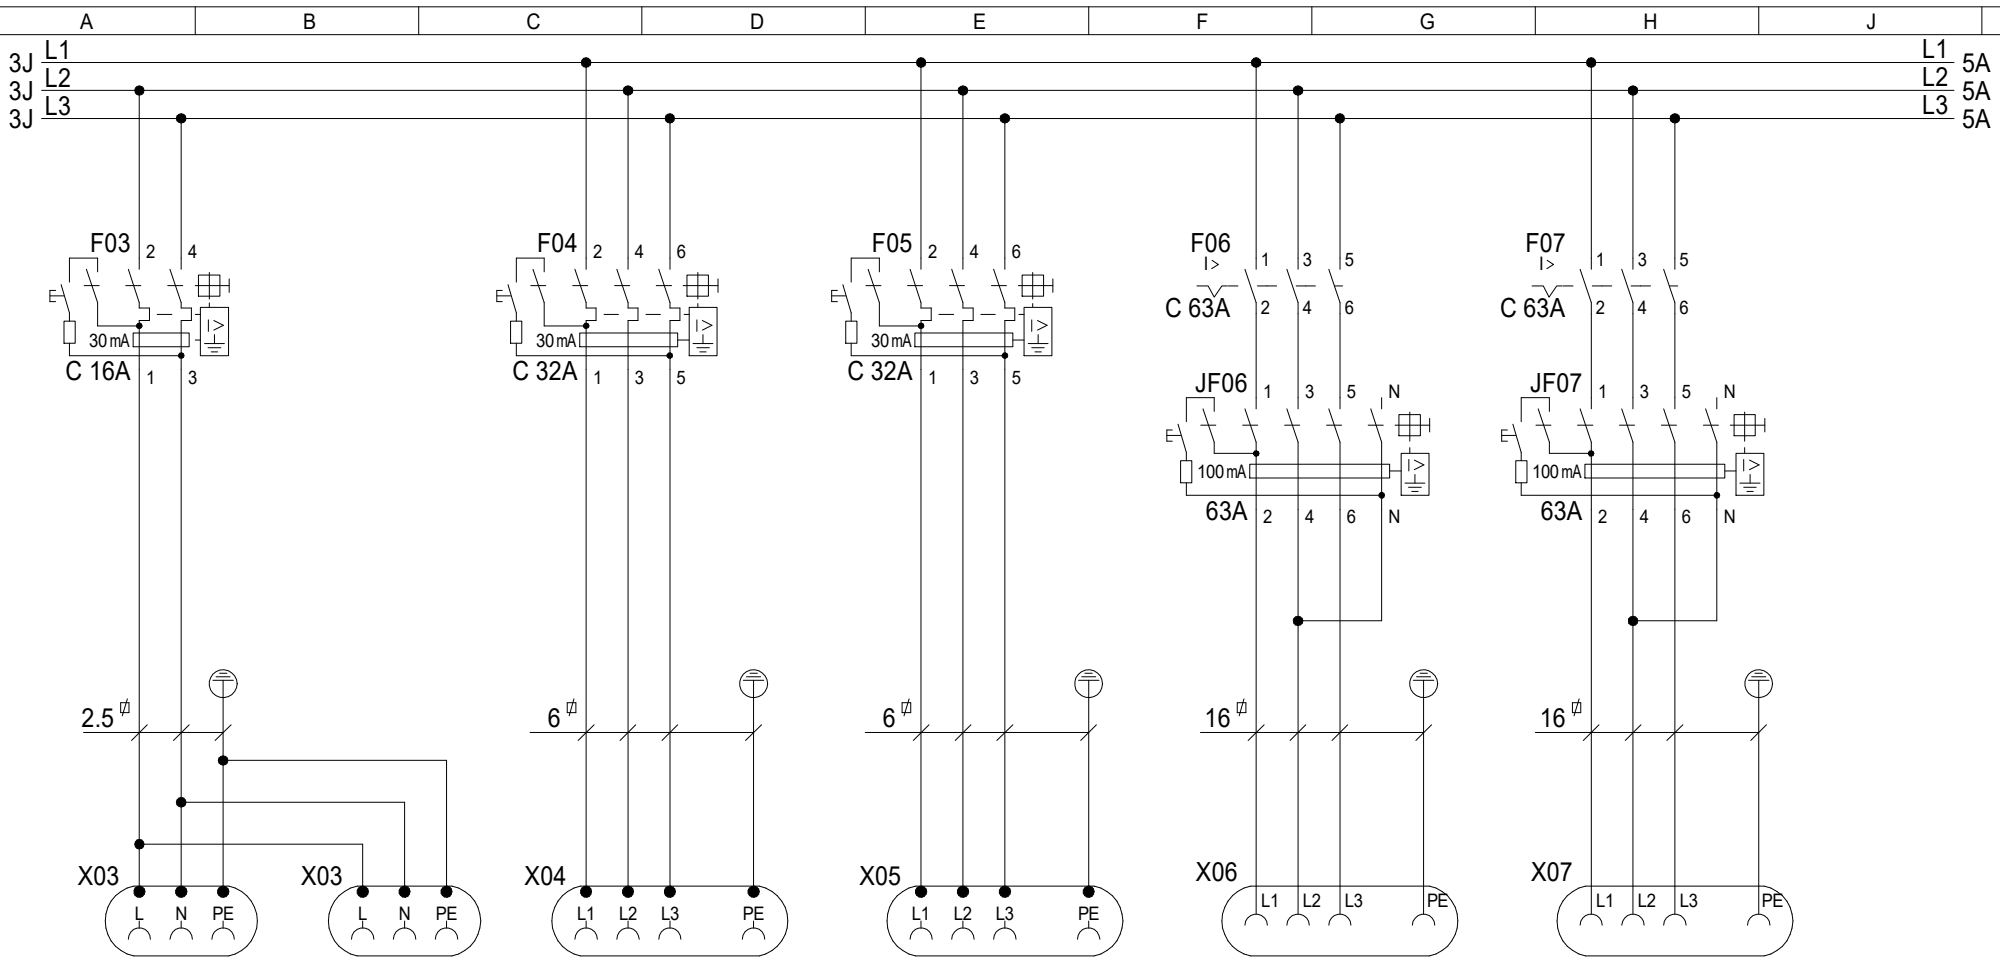 A B C D E F G H J
3J L1 L1 5A
3J L2 L2 5A
3J L3 L3 5A
F03 2 4 F04 2 4 6 F05 2 4 6 F06 1 3 5 F07 1 3 5
I> I>
C 63A 2 4 6 C 63A 2 4 6
I> I> I>
30 mA 30 mA 30 mA
C 16A 1 3 C 32A 1 3 5 C 32A 1 3 5
JF06 1 3 5 N JF07 1 3 5 N
100 mA I> 100 mA I>
63A 2 4 6 N 63A 2 4 6 N
2.5 6 6 16 16
X03 X03 X04 X05 X06 X07
L N PE L N PE L1 L2 L3 PE L1 L2 L3 PE L1 L2 L3 PE L1 L2 L3 PE